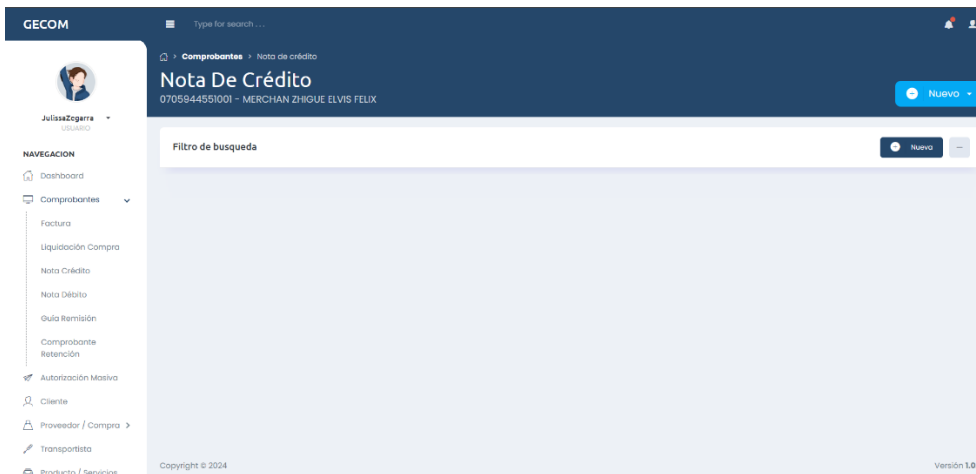 GECOM
Type for search ...
Comprobantes > Nota de crédito
Nota De Crédito
0705944551001 - MERCHAN ZHIGUE ELVIS FELIX
Nuevo
JulissaZegarra
USUARIO
Filtro de busqueda
Nueva
NAVEGACION
Dashboard
Comprobantes
Factura
Liquidación Compra
Nota Crédito
Nota Débito
Guía Remisión
Comprobante
Retención
Autorización Masiva
Cliente
Proveedor / Compra
Transportista
Producto / Servicios
Copyright © 2024
Versión 1.0